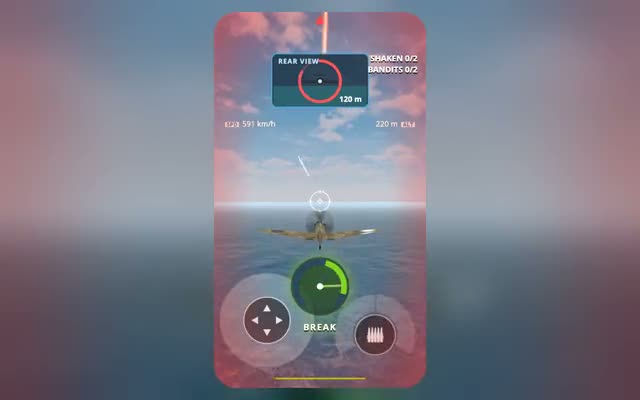 SHAKEN 0/2
REAR VIEW
BANDITS 0/2
120 m
591 km/h
220 m
BREAK